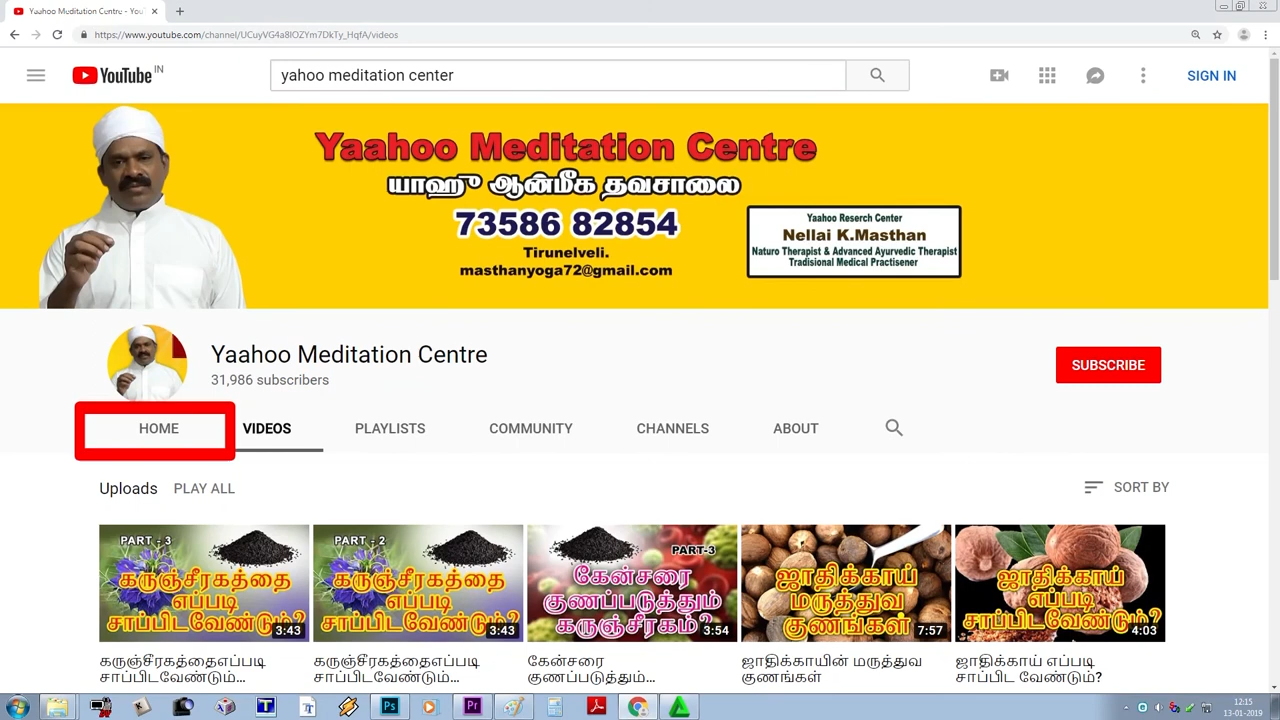 Yaahoo Meditation Centre - You
https://www.youtube.com/channel/UCuyVG4a8IOZYm7DkTy_HqfA/videos
YouTube IN
yahoo meditation center
SIGN IN
Yaahoo Meditation Centre
யாஹு ஆன்மீக தவசாலை
73586 82854
Tirunelveli.
masthanyoga72@gmail.com
Yaahoo Reserch Center
Nellai K.Masthan
Naturo Therapist & Advanced Ayurvedic Therapist
Tradisional Medical Practisener
Yaahoo Meditation Centre
31,986 subscribers
SUBSCRIBE
HOME VIDEOS PLAYLISTS COMMUNITY CHANNELS ABOUT
Uploads PLAY ALL SORT BY
PART - 3
கருஞ்சீரகத்தை
எப்படி
சாப்பிடவேண்டும்?
3:43
PART - 2
கருஞ்சீரகத்தை
எப்படி
சாப்பிடவேண்டும்?
3:43
PART-3
கேன்சரை
குணப்படுத்தும்
கருஞ்சீரகம்?
3:54
ஜாதிக்காய்
மருத்துவ
குணங்கள்
7:57
ஜாதிக்காய்
எப்படி
சாப்பிடவேண்டும்?
4:03
கருஞ்சீரகத்தைஎப்படி
சாப்பிடவேண்டும்...
கருஞ்சீரகத்தைஎப்படி
சாப்பிடவேண்டும்...
கேன்சரை
குணப்படுத்தும்...
ஜாதிக்காயின் மருத்துவ
குணங்கள்
ஜாதிக்காய் எப்படி
சாப்பிட வேண்டும்?
Ps
Pr
12:15
13-01-2019